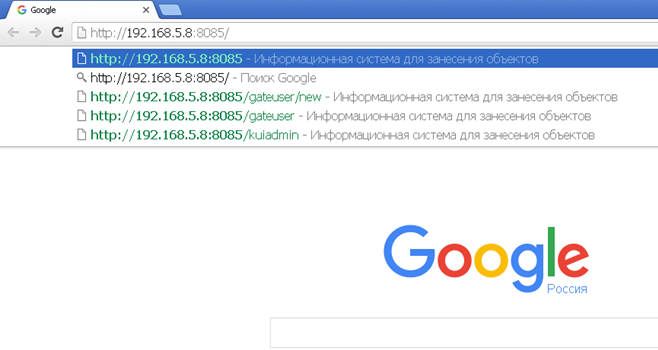 Google
http://192.168.5.8:8085/
http://192.168.5.8:8085 - Информационная система для занесения объектов
http://192.168.5.8:8085/ - Поиск Google
http://192.168.5.8:8085/gateuser/new - Информационная система для занесения объектов
http://192.168.5.8:8085/gateuser - Информационная система для занесения объектов
http://192.168.5.8:8085/kuiadmin - Информационная система для занесения объектов
Google
Россия